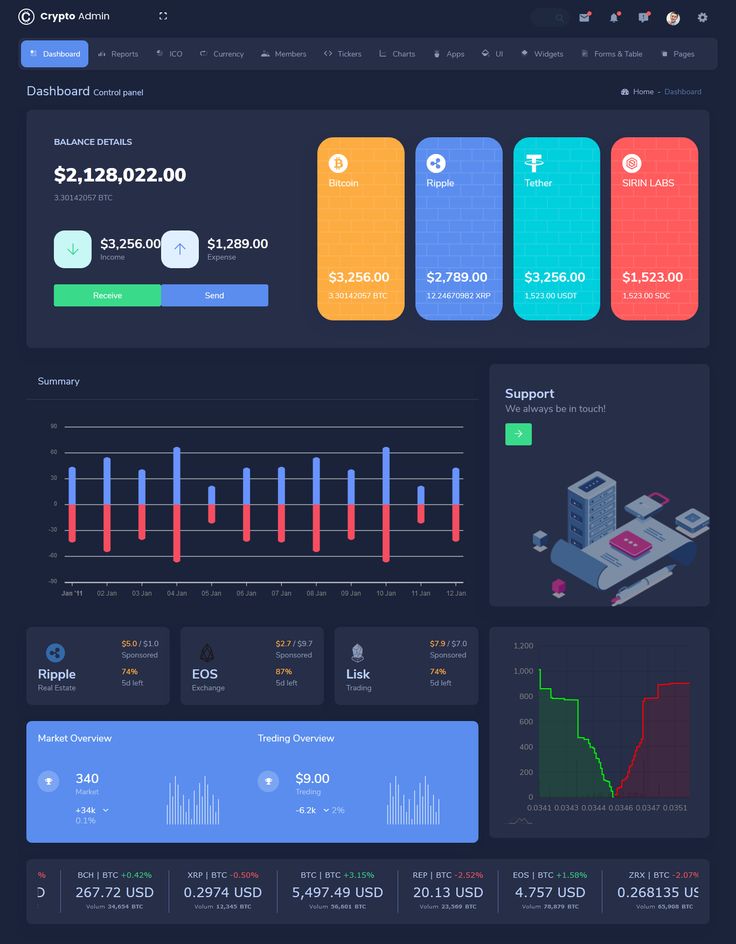 Crypto Admin
Dashboard Reports ICO Currency Members Tickers Charts Apps UI Widgets Forms & Table Pages
Dashboard Control panel
Home - Dashboard
BALANCE DETAILS
$2,128,022.00
3.30142057 BTC
$3,256.00
Income
$1,289.00
Expense
Receive
Send
Bitcoin
$3,256.00
3.30142057 BTC
Ripple
$2,789.00
12.24670982 XRP
Tether
$3,256.00
1,523.00 USDT
SIRIN LABS
$1,523.00
1,523.00 SDC
Summary
90
60
30
0
-30
-60
-90
Jan '11 02 Jan 03 Jan 04 Jan 05 Jan 06 Jan 07 Jan 08 Jan 09 Jan 10 Jan 11 Jan 12 Jan
Support
We always be in touch!
Ripple
Real Estate
$5.0 / $1.0
Sponsored
74%
5d left
EOS
Exchange
$2.7 / $9.7
Sponsored
87%
5d left
Lisk
Trading
$7.9 / $7.0
Sponsored
74%
5d left
1,200
1,000
800
600
400
200
0
0.0341 0.0343 0.0344 0.0346 0.0347 0.0351
Market Overview
340
Market
+34k
0.1%
Treding Overview
$9.00
Treding
-6.2k 2%
%
D
BCH | BTC +0.42%
267.72 USD
Volum 34,654 BTC
XRP | BTC -0.50%
0.2974 USD
Volum 12,345 BTC
BTC | BTC +3.15%
5,497.49 USD
Volum 56,601 BTC
REP | BTC -2.52%
20.13 USD
Volum 23,569 BTC
EOS | BTC +1.58%
4.757 USD
Volum 78,879 BTC
ZRX | BTC -2.07%
0.268135 US
Volum 65,908 BTC